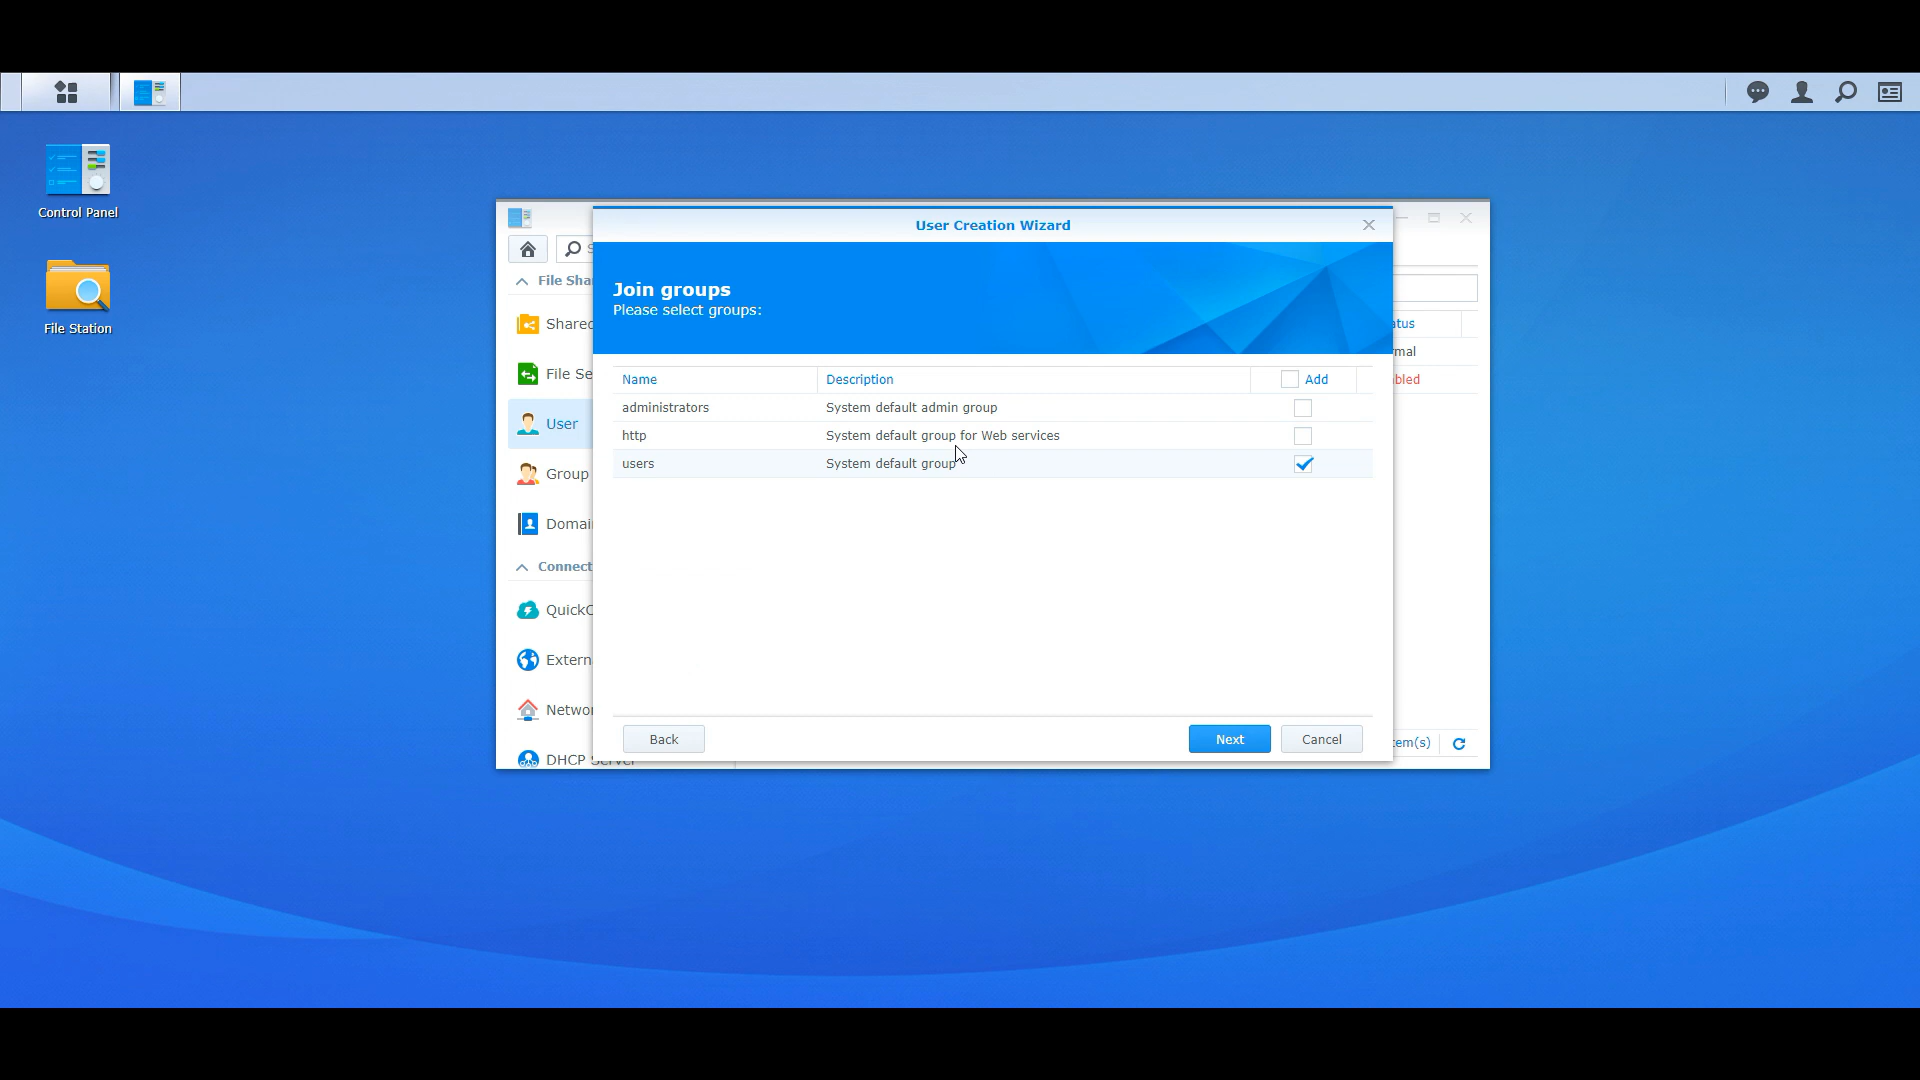 Control Panel
File Station
User Creation Wizard
Join groups
Please select groups:
File Sha
Shared
File Se
User
Group
Domai
Connect
QuickC
Extern
Networ
DHCP Server
Name Description Add
administrators System default admin group
http System default group for Web services
users System default group
Back Next Cancel
atus
mal
bled
tem(s)